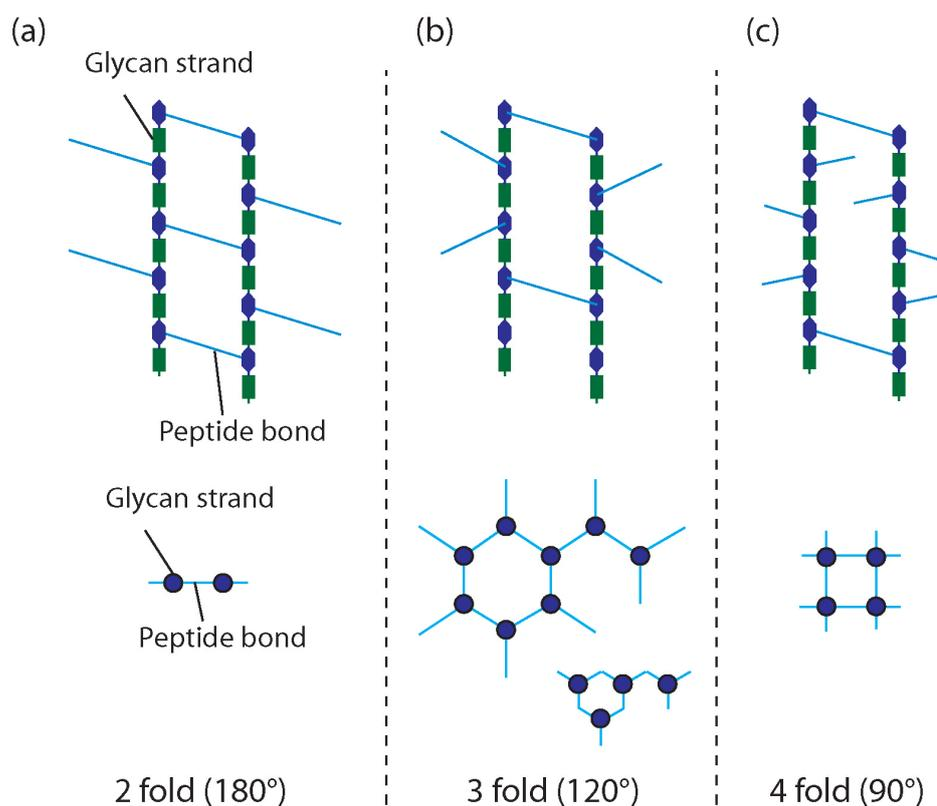 (a)
(b)
(c)
Glycan strand
Peptide bond
Glycan strand
Peptide bond
2 fold (180°)
3 fold (120°)
4 fold (90°)